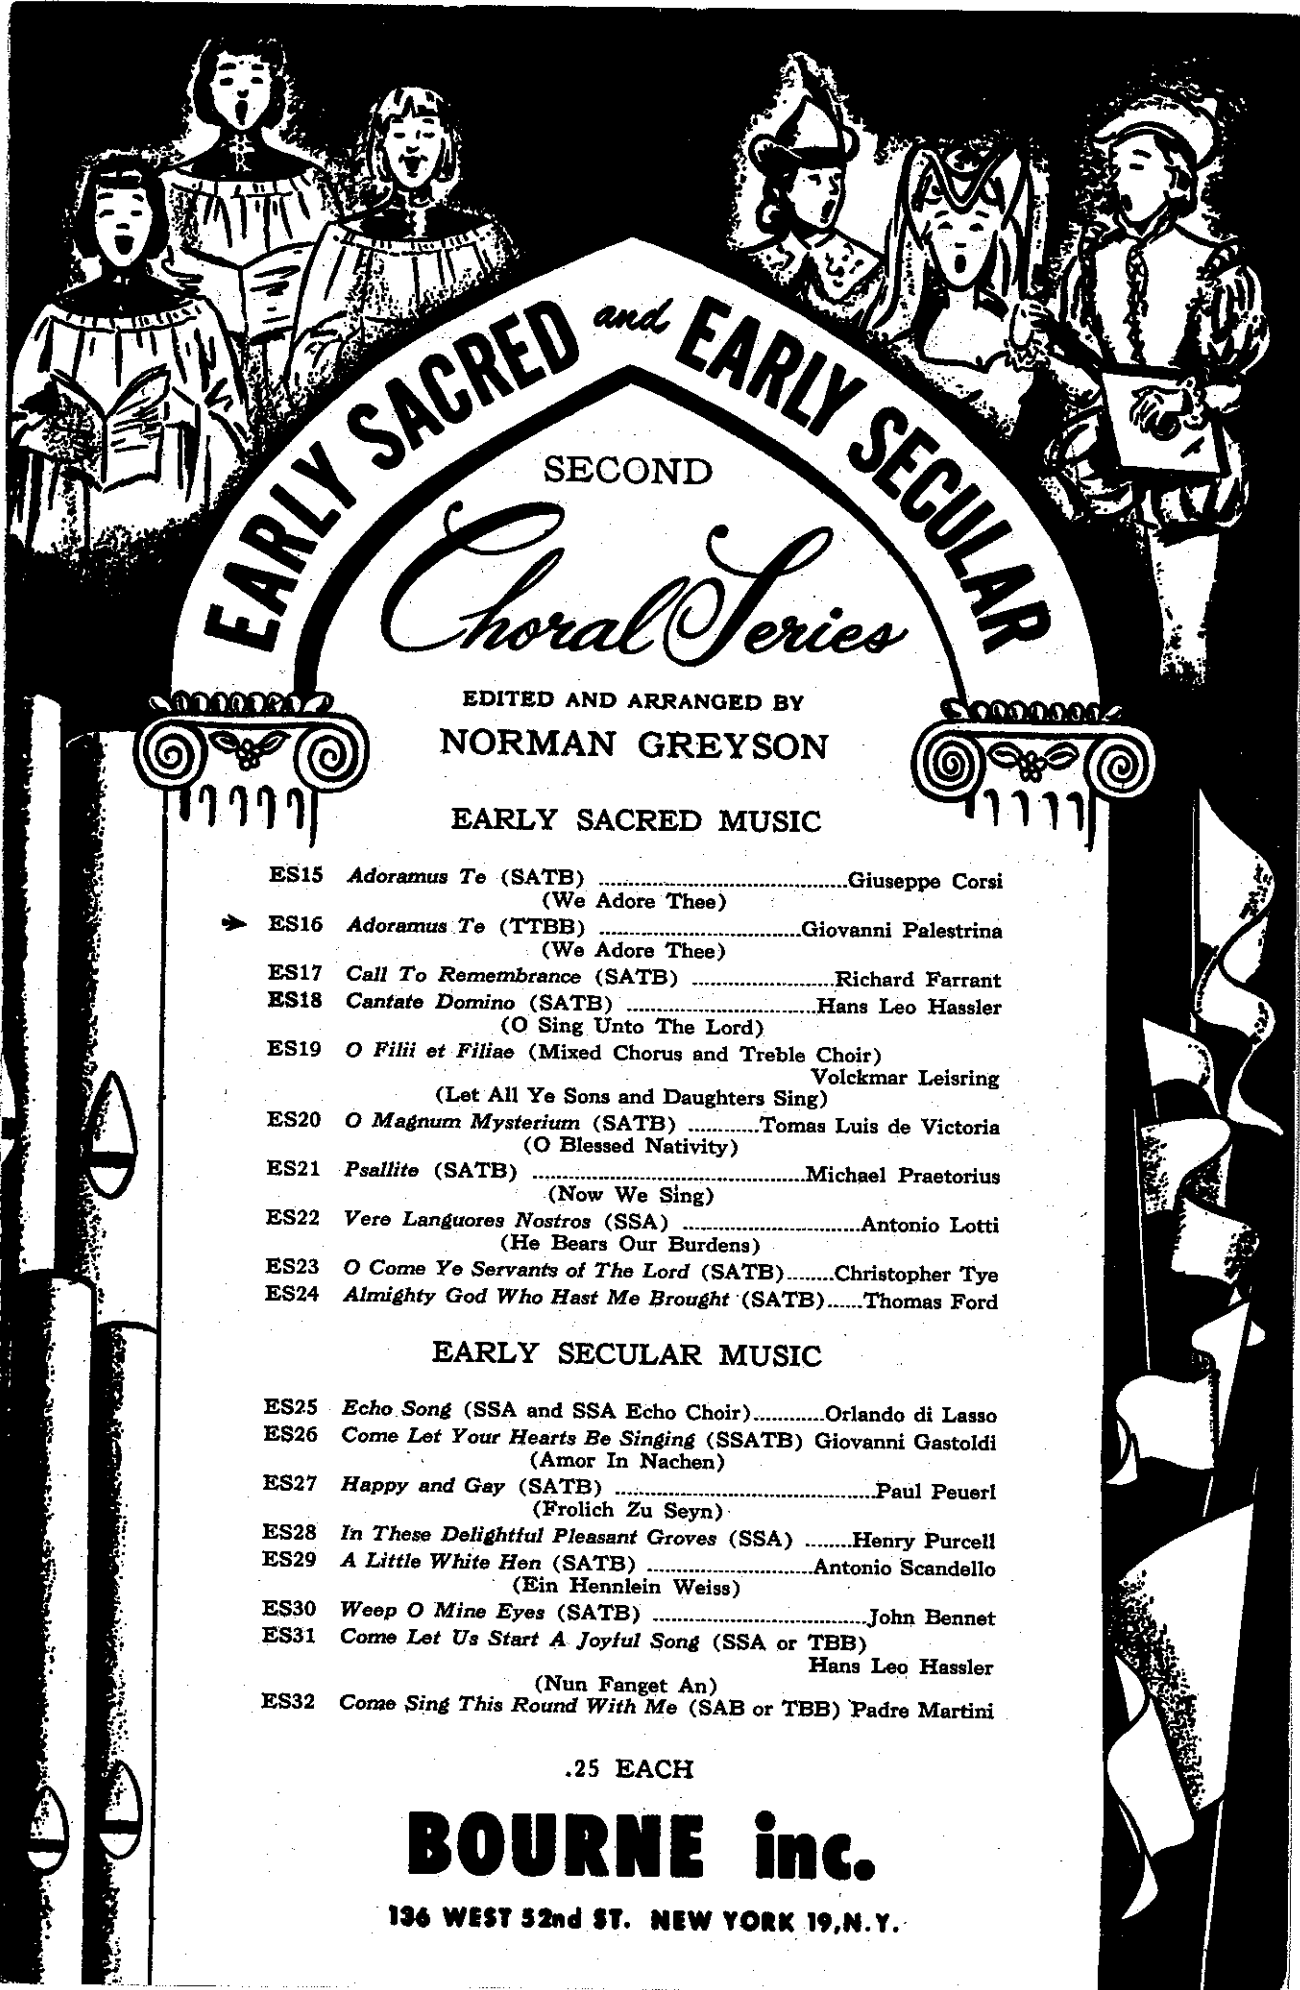 EARLY SACRED and EARLY SECULAR
SECOND
Choral Series
EDITED AND ARRANGED BY
NORMAN GREYSON
EARLY SACRED MUSIC
ES15 Adoramus Te (SATB) ........................................Giuseppe Corsi
(We Adore Thee)
➔ ES16 Adoramus Te (TTBB) .................................Giovanni Palestrina
(We Adore Thee)
ES17 Call To Remembrance (SATB) .......................Richard Farrant
ES18 Cantate Domino (SATB) ...............................Hans Leo Hassler
(O Sing Unto The Lord)
ES19 O Filii et Filiae (Mixed Chorus and Treble Choir)
Volckmar Leisring
(Let All Ye Sons and Daughters Sing)
ES20 O Magnum Mysterium (SATB) ............Tomas Luis de Victoria
(O Blessed Nativity)
ES21 Psallite (SATB) ............................................Michael Praetorius
(Now We Sing)
ES22 Vere Languores Nostros (SSA) .............................Antonio Lotti
(He Bears Our Burdens)
ES23 O Come Ye Servants of The Lord (SATB)........Christopher Tye
ES24 Almighty God Who Hast Me Brought (SATB)......Thomas Ford
EARLY SECULAR MUSIC
ES25 Echo Song (SSA and SSA Echo Choir)............Orlando di Lasso
ES26 Come Let Your Hearts Be Singing (SSATB) Giovanni Gastoldi
(Amor In Nachen)
ES27 Happy and Gay (SATB) ..........................................Paul Peuerl
(Frolich Zu Seyn)
ES28 In These Delightful Pleasant Groves (SSA) ........Henry Purcell
ES29 A Little White Hen (SATB) ...........................Antonio Scandello
(Ein Hennlein Weiss)
ES30 Weep O Mine Eyes (SATB) ...................................John Bennet
ES31 Come Let Us Start A Joyful Song (SSA or TBB)
Hans Leo Hassler
(Nun Fanget An)
ES32 Come Sing This Round With Me (SAB or TBB) Padre Martini
.25 EACH
BOURNE inc.
136 WEST 52nd ST. NEW YORK 19, N.Y.